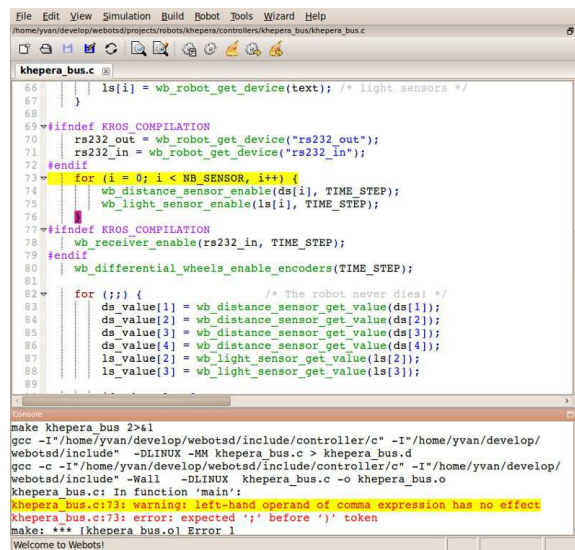 File Edit View Simulation Build Robot Tools Wizard Help
/home/yvan/develop/webotsd/projects/robots/khepera/controllers/khepera_bus/khepera_bus.c
khepera_bus.c
66 ls[i] = wb_robot_get_device(text); /* light sensors */
67 }
68
69 #ifndef KROS_COMPILATION
70 rs232_out = wb_robot_get_device("rs232_out");
71 rs232_in = wb_robot_get_device("rs232_in");
72 #endif
73 for (i = 0; i < NB_SENSOR, i++) {
74 wb_distance_sensor_enable(ds[i], TIME_STEP);
75 wb_light_sensor_enable(ls[i], TIME_STEP);
76 }
77 #ifndef KROS_COMPILATION
78 wb_receiver_enable(rs232_in, TIME_STEP);
79 #endif
80 wb_differential_wheels_enable_encoders(TIME_STEP);
81
82 for (;;) { /* The robot never dies! */
83 ds_value[1] = wb_distance_sensor_get_value(ds[1]);
84 ds_value[2] = wb_distance_sensor_get_value(ds[2]);
85 ds_value[3] = wb_distance_sensor_get_value(ds[3]);
86 ds_value[4] = wb_distance_sensor_get_value(ds[4]);
87 ls_value[2] = wb_light_sensor_get_value(ls[2]);
88 ls_value[3] = wb_light_sensor_get_value(ls[3]);
89
Console
make khepera_bus 2>&1
gcc -I"/home/yvan/develop/webotsd/include/controller/c" -I"/home/yvan/develop/
webotsd/include" -DLINUX -MM khepera_bus.c > khepera_bus.d
gcc -c -I"/home/yvan/develop/webotsd/include/controller/c" -I"/home/yvan/develop/
webotsd/include" -Wall -DLINUX khepera_bus.c -o khepera_bus.o
khepera_bus.c: In function 'main':
khepera_bus.c:73: warning: left-hand operand of comma expression has no effect
khepera_bus.c:73: error: expected ';' before ')' token
make: *** [khepera_bus.o] Error 1
Welcome to Webots!